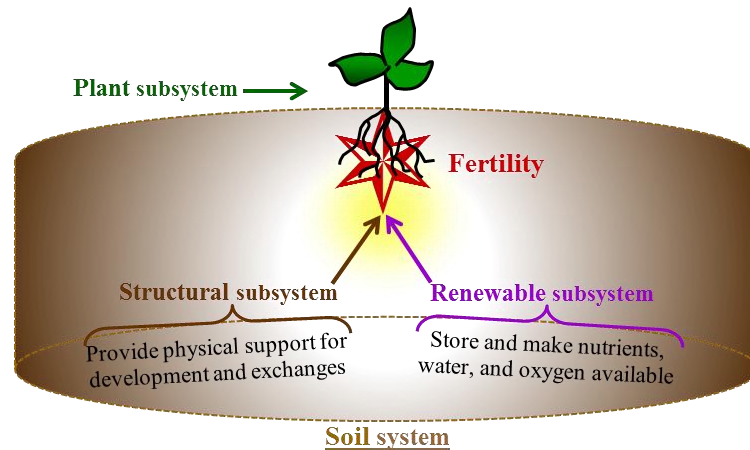 Plant subsystem
Fertility
Structural subsystem
Renewable subsystem
Provide physical support for
development and exchanges
Store and make nutrients,
water, and oxygen available
Soil system